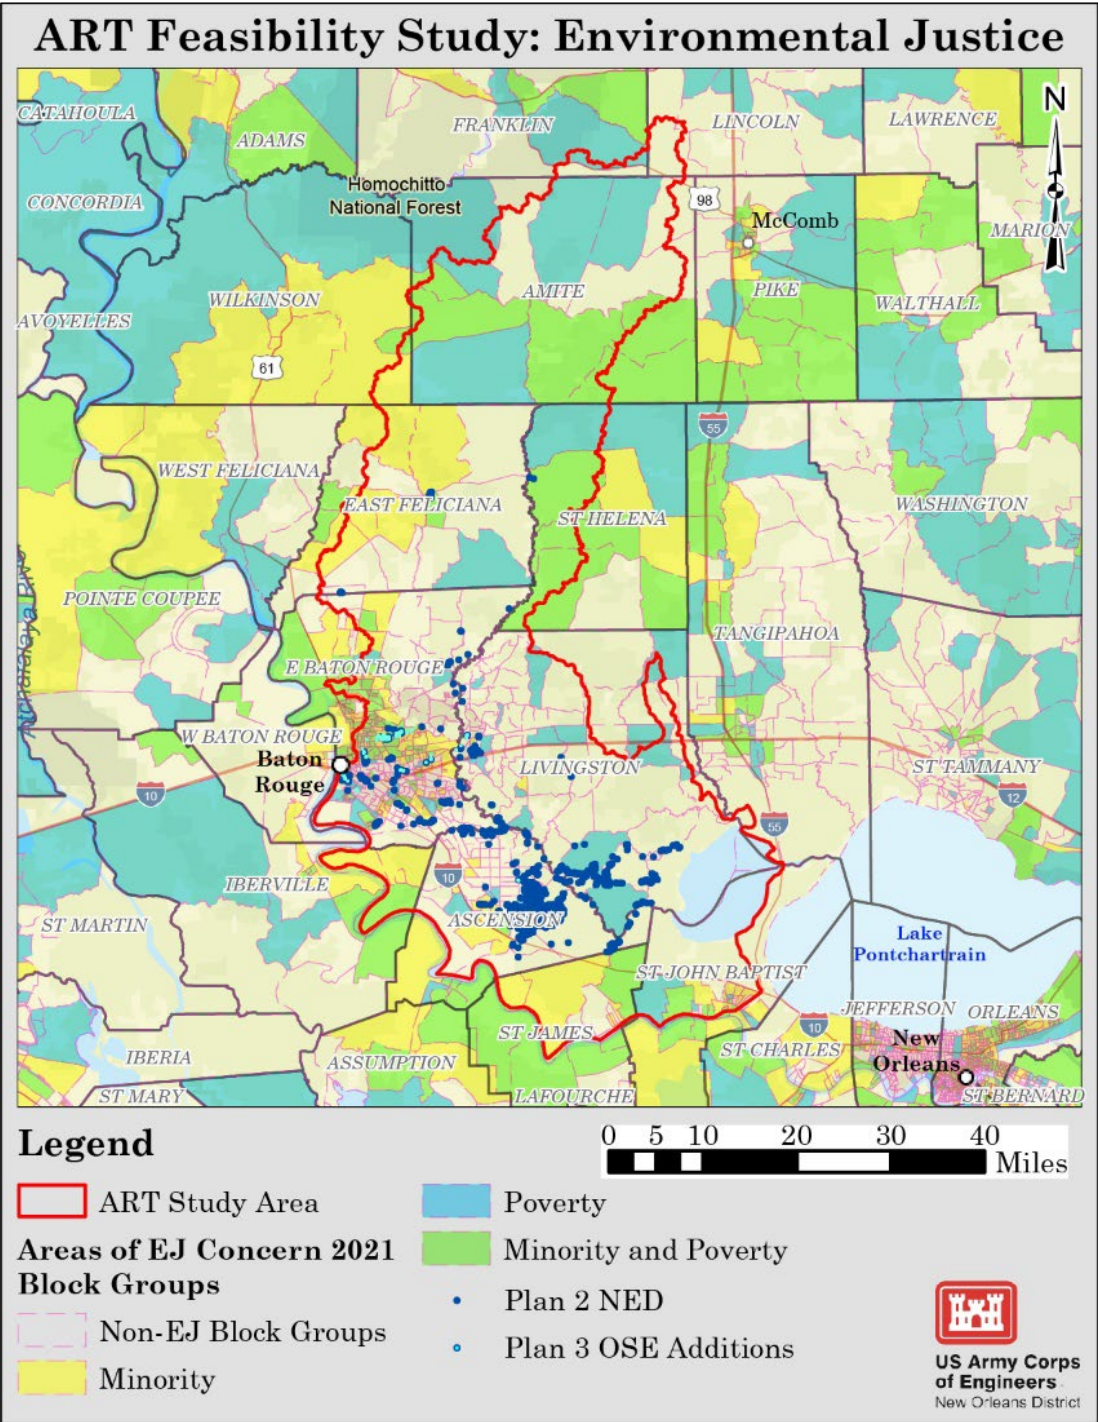 ART Feasibility Study: Environmental Justice
CATAHOULA
ADAMS
FRANKLIN
LINCOLN
LAWRENCE
N
Homochitto
National Forest
CONCORDIA
98
McComb
MARION
WILKINSON
AMITE
PIKE
WALTHALL
AVOYELLES
61
55
WEST FELICIANA
EAST FELICIANA
ST HELENA
WASHINGTON
POINTE COUPEE
TANGIPAHOA
E BATON ROUGE
W BATON ROUGE
Baton
Rouge
LIVINGSTON
ST TAMMANY
10
12
55
10
IBERVILLE
ASCENSION
ST MARTIN
Lake
Pontchartrain
ST JOHN BAPTIST
JEFFERSON
ORLEANS
10
ST JAMES
New
Orleans
ST CHARLES
IBERIA
ASSUMPTION
ST MARY
LAFOURCHE
ST BERNARD
Legend
0 5 10 20 30 40
Miles
ART Study Area
Poverty
Areas of EJ Concern 2021
Block Groups
Minority and Poverty
Plan 2 NED
Non-EJ Block Groups
Plan 3 OSE Additions
Minority
US Army Corps
of Engineers
New Orleans District